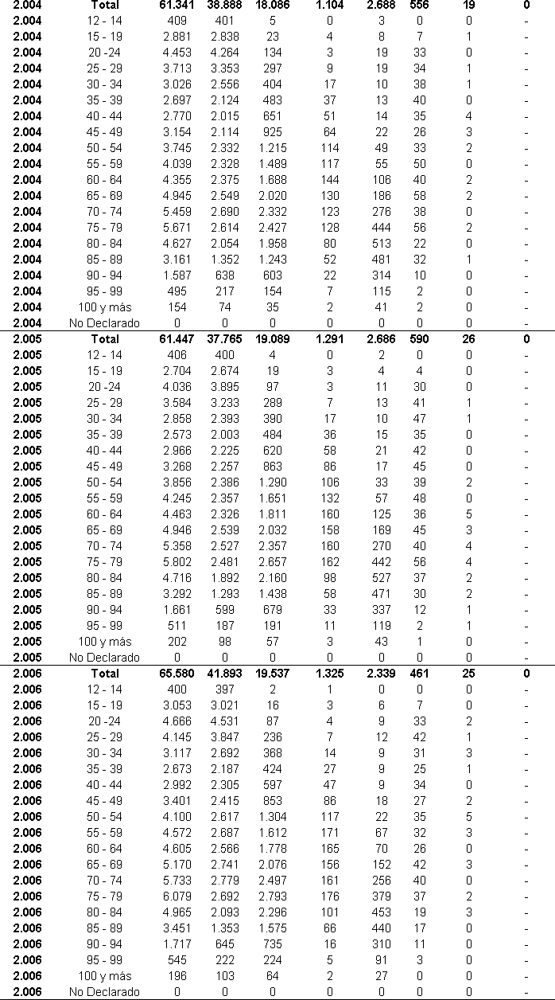 2.004 Total 61.341 38.888 18.086 1.104 2.688 556 19 0
2.004 12 - 14 409 401 5 0 3 0 0 -
2.004 15 - 19 2.881 2.838 23 4 8 7 1 -
2.004 20 -24 4.453 4.264 134 3 19 33 0 -
2.004 25 - 29 3.713 3.353 297 9 19 34 1 -
2.004 30 - 34 3.026 2.556 404 17 10 38 1 -
2.004 35 - 39 2.697 2.124 483 37 13 40 0 -
2.004 40 - 44 2.770 2.015 651 51 14 35 4 -
2.004 45 - 49 3.154 2.114 925 64 22 26 3 -
2.004 50 - 54 3.745 2.332 1.215 114 49 33 2 -
2.004 55 - 59 4.039 2.328 1.489 117 55 50 0 -
2.004 60 - 64 4.355 2.375 1.688 144 106 40 2 -
2.004 65 - 69 4.945 2.549 2.020 130 186 58 2 -
2.004 70 - 74 5.459 2.690 2.332 123 276 38 0 -
2.004 75 - 79 5.671 2.614 2.427 128 444 56 2 -
2.004 80 - 84 4.627 2.054 1.958 80 513 22 0 -
2.004 85 - 89 3.161 1.352 1.243 52 481 32 1 -
2.004 90 - 94 1.587 638 603 22 314 10 0 -
2.004 95 - 99 495 217 154 7 115 2 0 -
2.004 100 y más 154 74 35 2 41 2 0 -
2.004 No Declarado 0 0 0 0 0 0 0 -
2.005 Total 61.447 37.765 19.089 1.291 2.686 590 26 0
2.005 12 - 14 406 400 4 0 2 0 0 -
2.005 15 - 19 2.704 2.674 19 3 4 4 0 -
2.005 20 -24 4.036 3.895 97 3 11 30 0 -
2.005 25 - 29 3.584 3.233 289 7 13 41 1 -
2.005 30 - 34 2.858 2.393 390 17 10 47 1 -
2.005 35 - 39 2.573 2.003 484 36 15 35 0 -
2.005 40 - 44 2.966 2.225 620 58 21 42 0 -
2.005 45 - 49 3.268 2.257 863 86 17 45 0 -
2.005 50 - 54 3.856 2.386 1.290 106 33 39 2 -
2.005 55 - 59 4.245 2.357 1.651 132 57 48 0 -
2.005 60 - 64 4.463 2.326 1.811 160 125 36 5 -
2.005 65 - 69 4.946 2.539 2.032 158 169 45 3 -
2.005 70 - 74 5.358 2.527 2.357 160 270 40 4 -
2.005 75 - 79 5.802 2.481 2.657 162 442 56 4 -
2.005 80 - 84 4.716 1.892 2.160 98 527 37 2 -
2.005 85 - 89 3.292 1.293 1.438 58 471 30 2 -
2.005 90 - 94 1.661 599 679 33 337 12 1 -
2.005 95 - 99 511 187 191 11 119 2 1 -
2.005 100 y más 202 98 57 3 43 1 0 -
2.005 No Declarado 0 0 0 0 0 0 0 -
2.006 Total 65.580 41.893 19.537 1.325 2.339 461 25 0
2.006 12 - 14 400 397 2 1 0 0 0 -
2.006 15 - 19 3.053 3.021 16 3 6 7 0 -
2.006 20 -24 4.666 4.531 87 4 9 33 2 -
2.006 25 - 29 4.145 3.847 236 7 12 42 1 -
2.006 30 - 34 3.117 2.692 368 14 9 31 3 -
2.006 35 - 39 2.673 2.187 424 27 9 25 1 -
2.006 40 - 44 2.992 2.305 597 47 9 34 0 -
2.006 45 - 49 3.401 2.415 853 86 18 27 2 -
2.006 50 - 54 4.100 2.617 1.304 117 22 35 5 -
2.006 55 - 59 4.572 2.687 1.612 171 67 32 3 -
2.006 60 - 64 4.605 2.566 1.778 165 70 26 0 -
2.006 65 - 69 5.170 2.741 2.076 156 152 42 3 -
2.006 70 - 74 5.733 2.779 2.497 161 256 40 0 -
2.006 75 - 79 6.079 2.692 2.793 176 379 37 2 -
2.006 80 - 84 4.965 2.093 2.296 101 453 19 3 -
2.006 85 - 89 3.451 1.353 1.575 66 440 17 0 -
2.006 90 - 94 1.717 645 735 16 310 11 0 -
2.006 95 - 99 545 222 224 5 91 3 0 -
2.006 100 y más 196 103 64 2 27 0 0 -
2.006 No Declarado 0 0 0 0 0 0 0 -